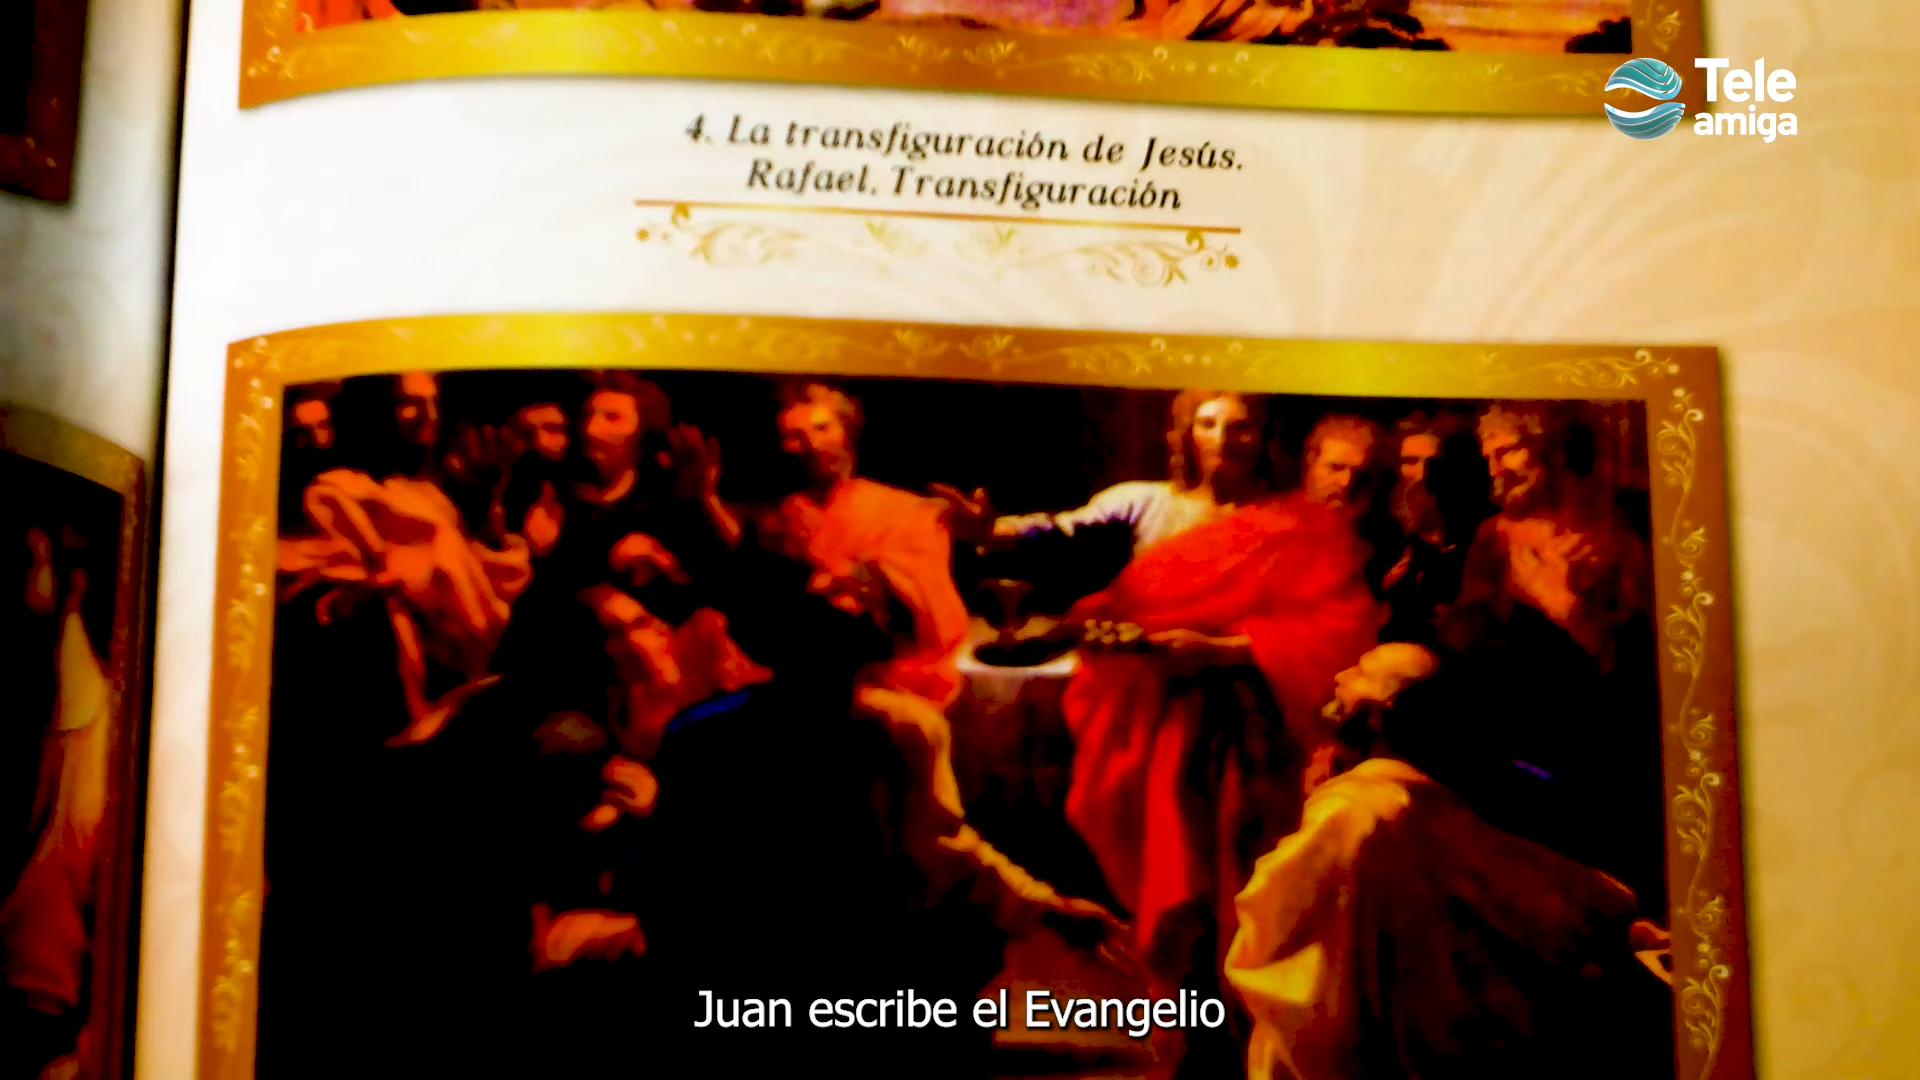 Tele
amiga
4. La transfiguración de Jesús.
Rafael. Transfiguración
Juan escribe el Evangelio